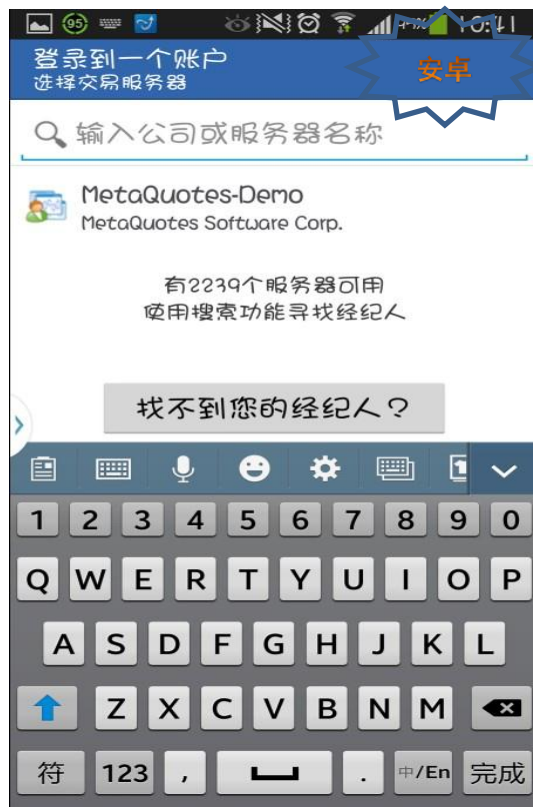 95
10:41
登录到一个账户
选择交易服务器
安卓
输入公司或服务器名称
MetaQuotes-Demo
MetaQuotes Software Corp.
有2239个服务器可用
使用搜索功能寻找经纪人
找不到您的经纪人?
1 2 3 4 5 6 7 8 9 0
Q W E R T Y U I O P
A S D F G H J K L
Z X C V B N M
符 123 , . 中/En 完成